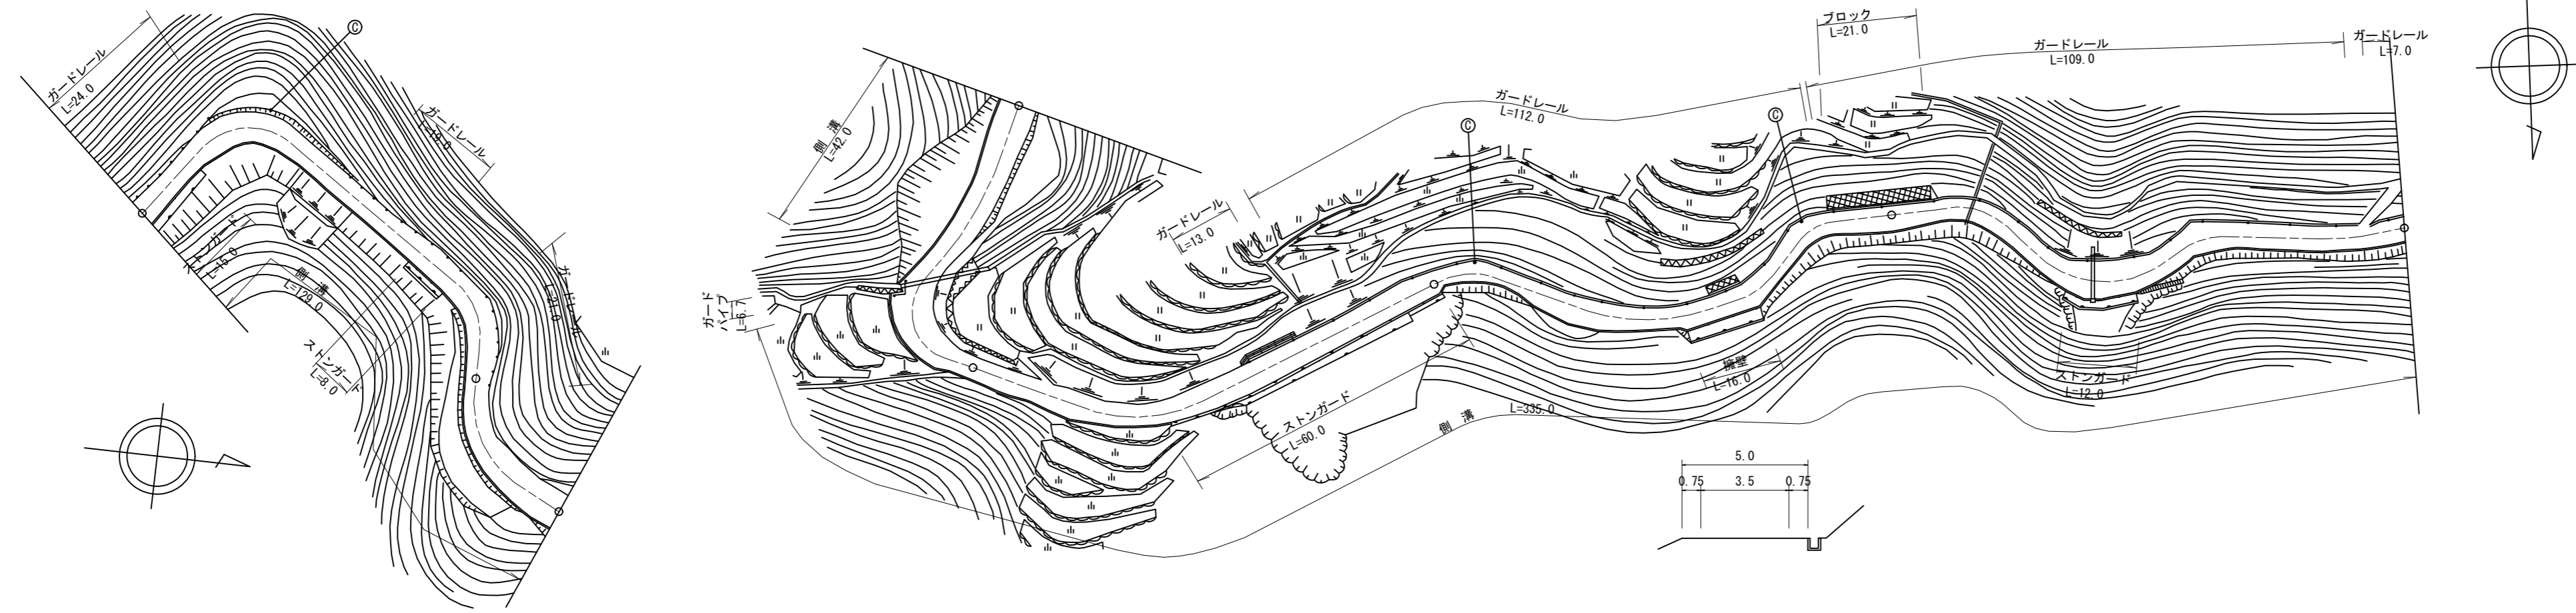 ガードレール
L=24.0
Ⓒ
ガードレール
L=19.0
ストンガード
L=15.0
側溝
L=129.0
ガードレール
L=21.0
ストンガード
L=8.0
側溝
L=42.0
ガード
パイプ
L=6.7
ガードレール
L=13.0
ガードレール
L=112.0
Ⓒ
Ⓒ
ブロック
L=21.0
ガードレール
L=109.0
ガードレール
L=7.0
ストンガード
L=60.0
側溝
L=335.0
擁壁
L=16.0
ストンガード
L=12.0
5.0
0.75
3.5
0.75